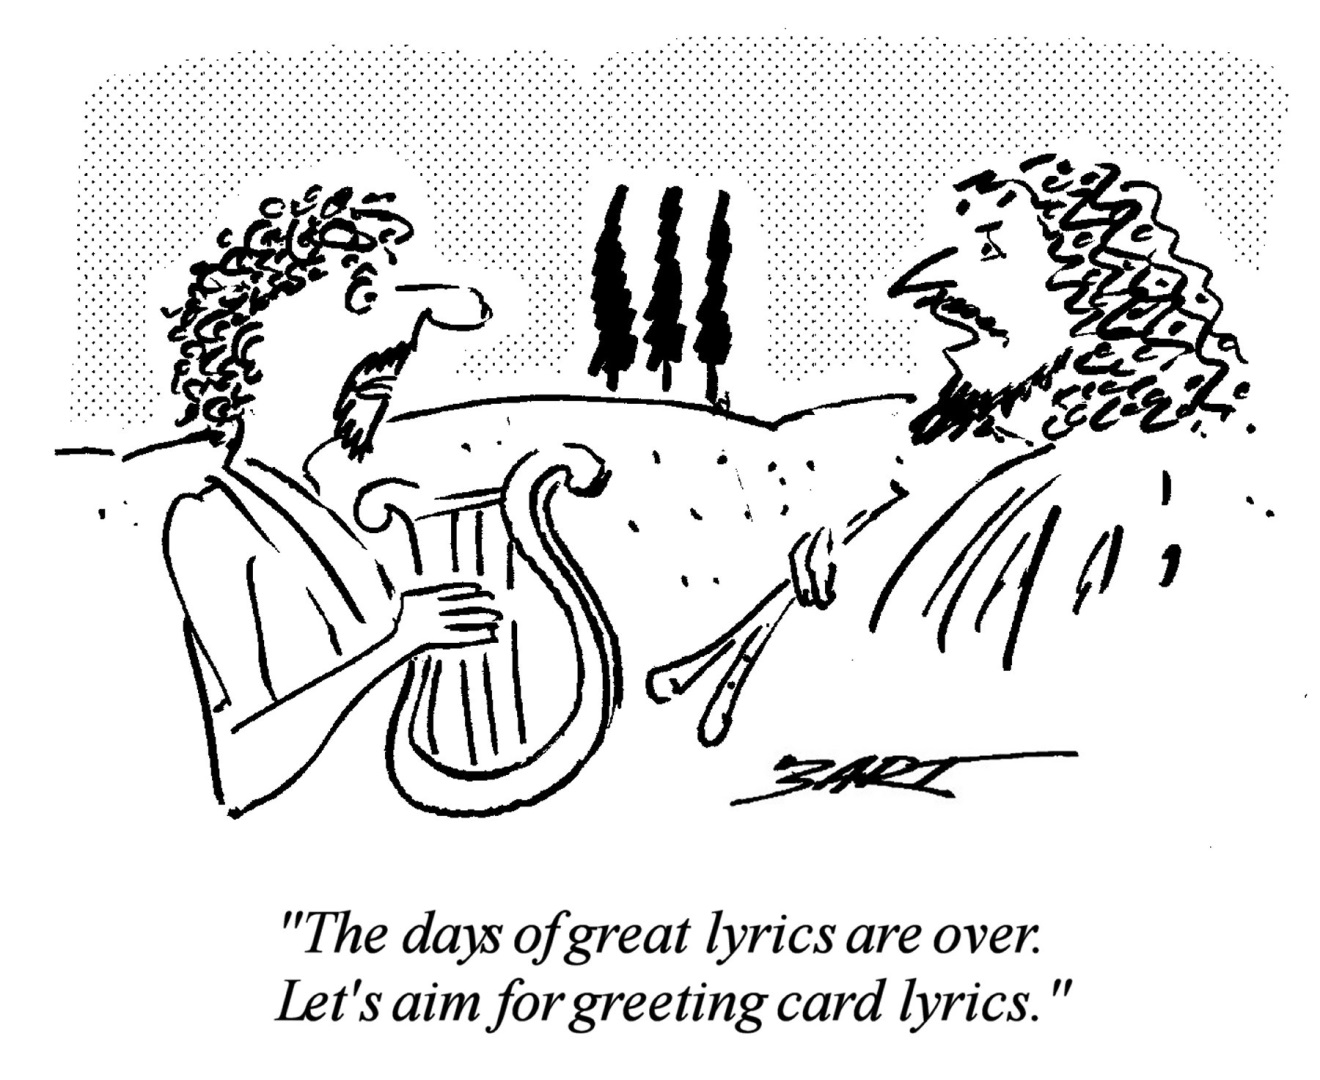 BART
"The days of great lyrics are over.
Let's aim for greeting card lyrics."